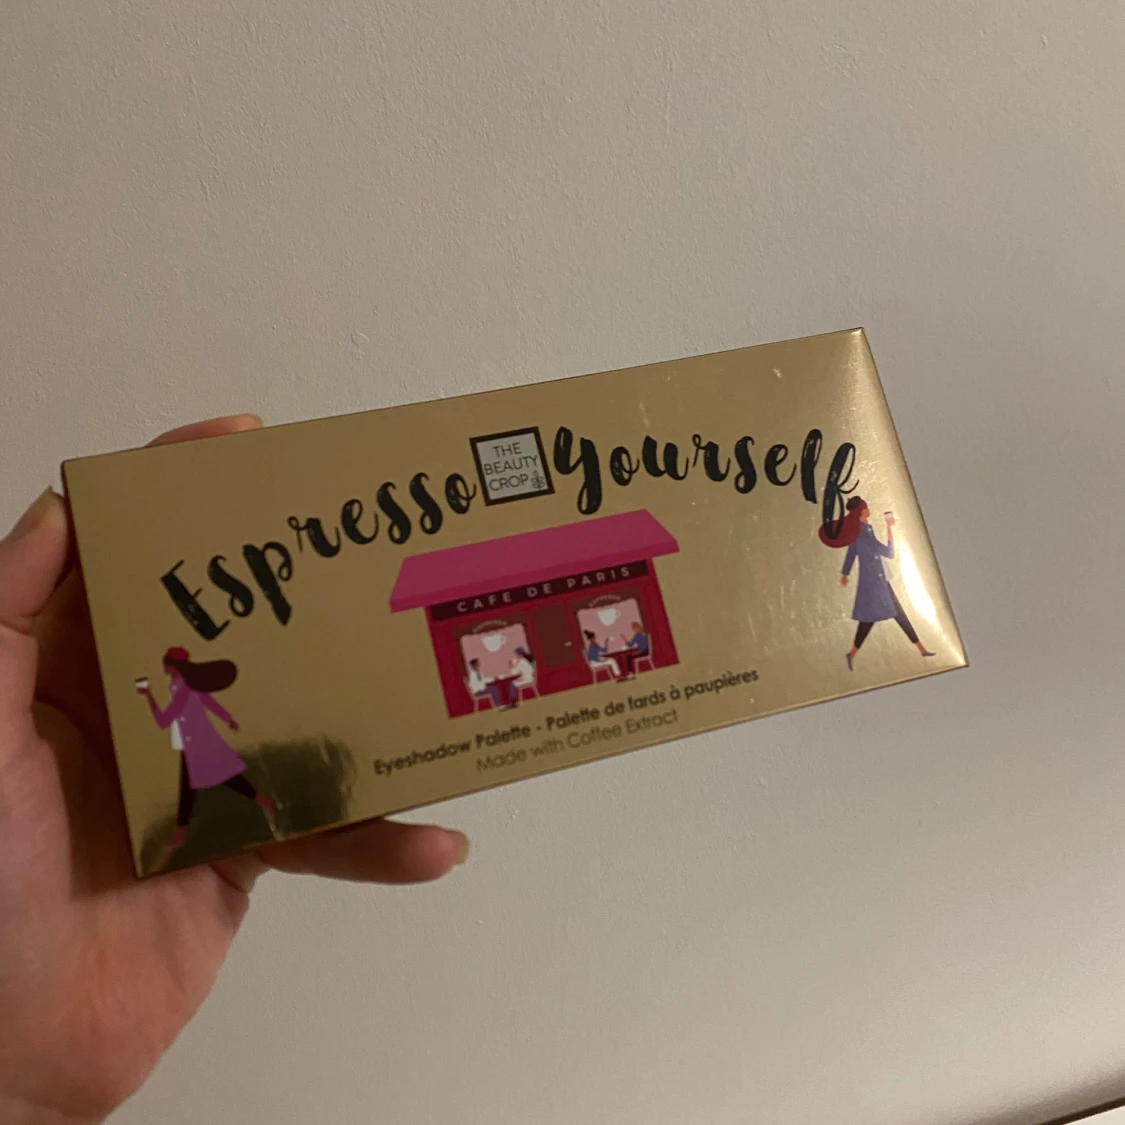 Espresso
THE
BEAUTY
CROP
Yourself
CAFE DE PARIS
Eyeshadow Palette - Palette de fards à paupières
Made with Coffee Extract